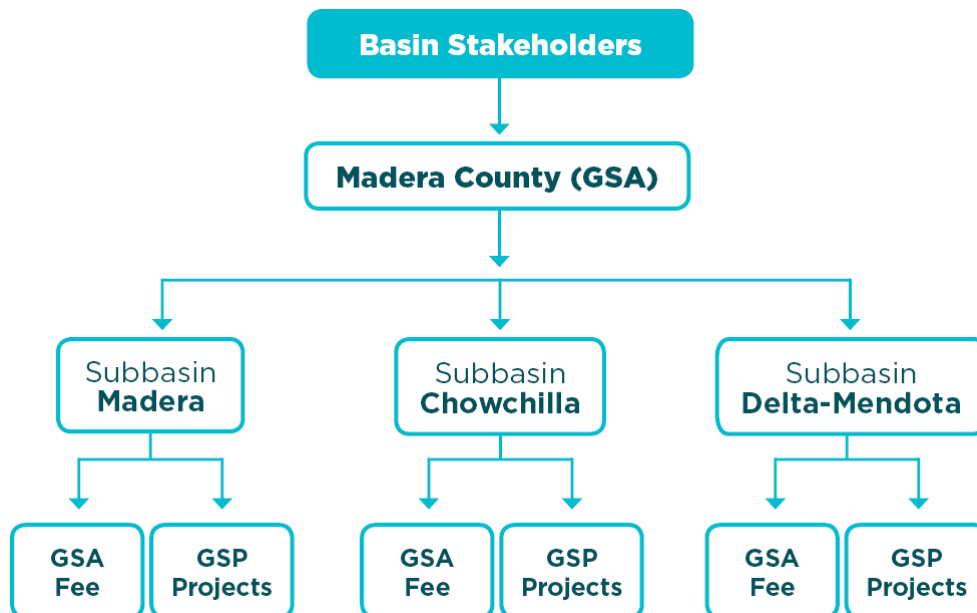 Basin Stakeholders
Madera County (GSA)
Subbasin
Madera
Subbasin
Chowchilla
Subbasin
Delta-Mendota
GSA
Fee
GSP
Projects
GSA
Fee
GSP
Projects
GSA
Fee
GSP
Projects